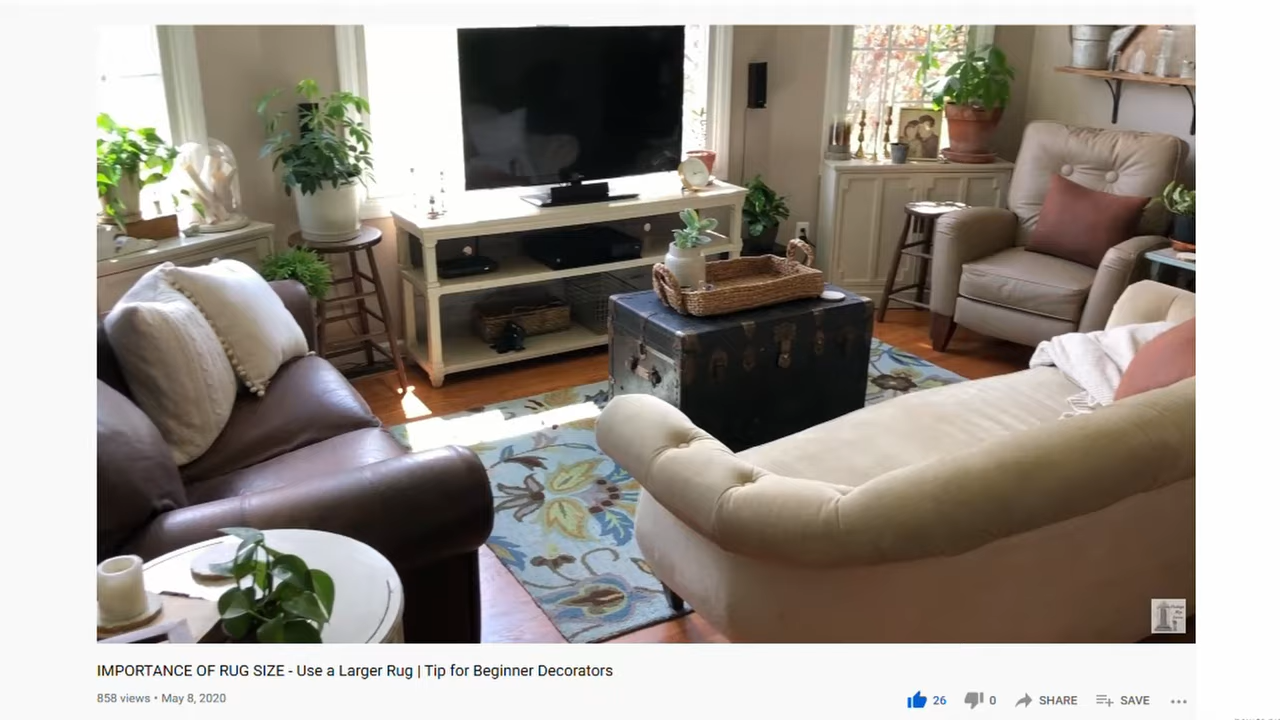 IMPORTANCE OF RUG SIZE - Use a Larger Rug | Tip for Beginner Decorators
858 views • May 8, 2020
26
0
SHARE
SAVE